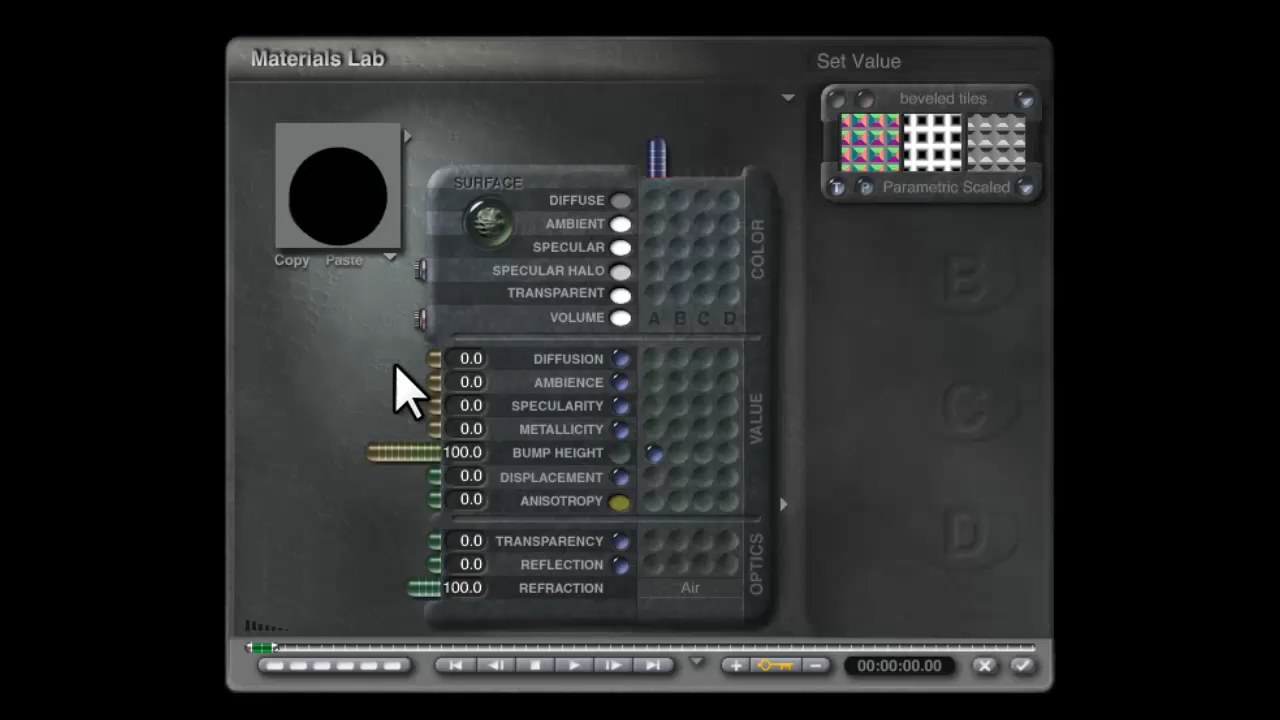 Materials Lab
Set Value
beveled tiles
T P Parametric Scaled
Copy Paste
SURFACE
DIFFUSE
AMBIENT
SPECULAR
SPECULAR HALO
TRANSPARENT
VOLUME
A B C D
COLOR
0.0 DIFFUSION
0.0 AMBIENCE
0.0 SPECULARITY
0.0 METALLICITY
100.0 BUMP HEIGHT
0.0 DISPLACEMENT
0.0 ANISOTROPY
VALUE
0.0 TRANSPARENCY
0.0 REFLECTION
100.0 REFRACTION Air
OPTICS
B
C
D
00:00:00.00